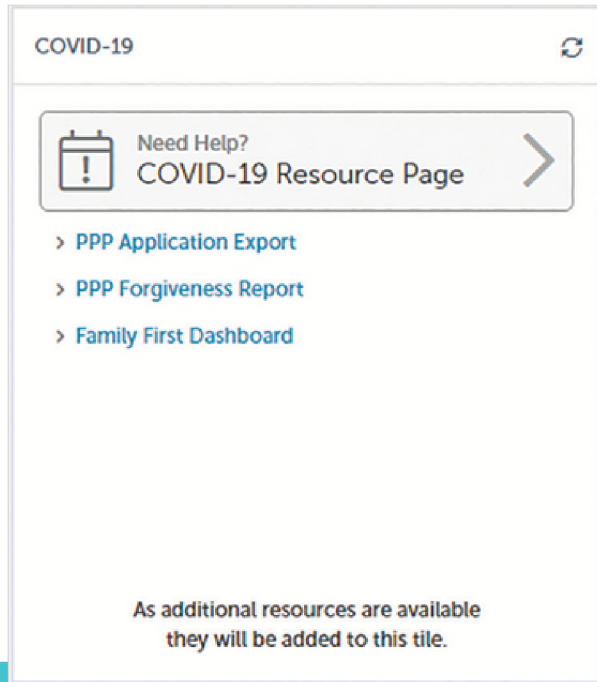 COVID-19
Need Help?
COVID-19 Resource Page
> PPP Application Export
> PPP Forgiveness Report
> Family First Dashboard
As additional resources are available
they will be added to this tile.